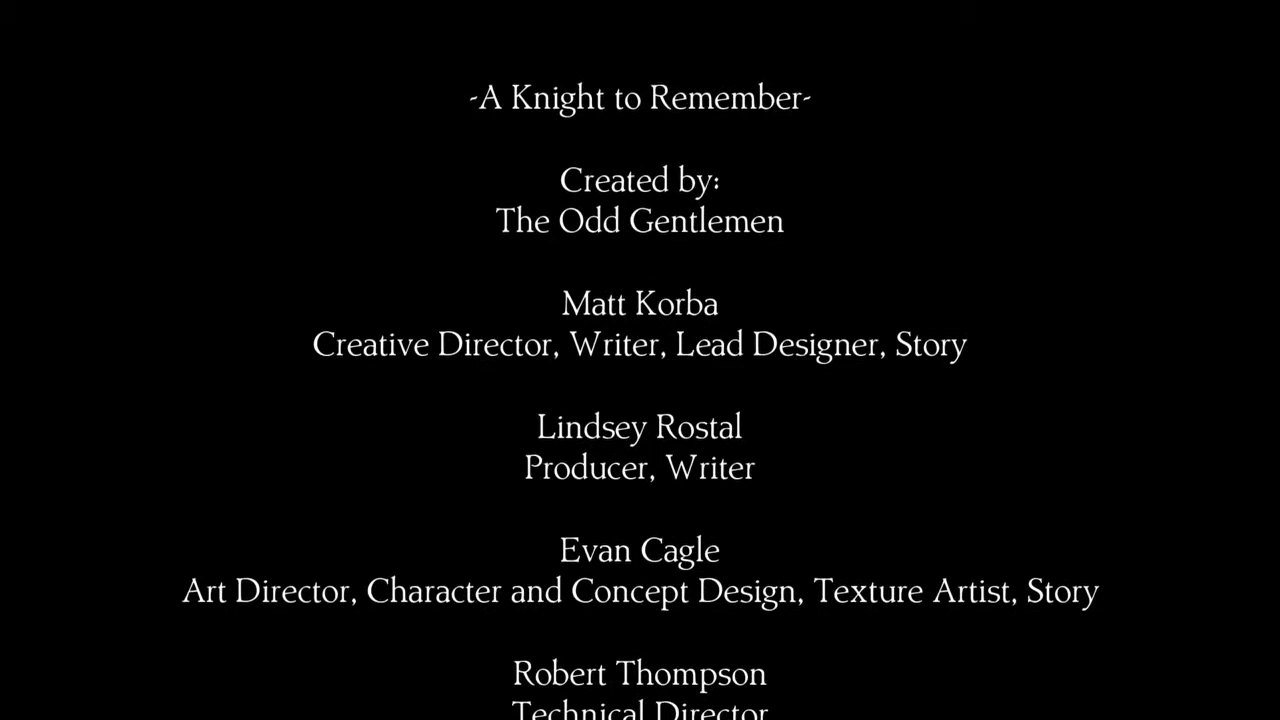 -A Knight to Remember-
Created by:
The Odd Gentlemen
Matt Korba
Creative Director, Writer, Lead Designer, Story
Lindsey Rostal
Producer, Writer
Evan Cagle
Art Director, Character and Concept Design, Texture Artist, Story
Robert Thompson
Technical Director